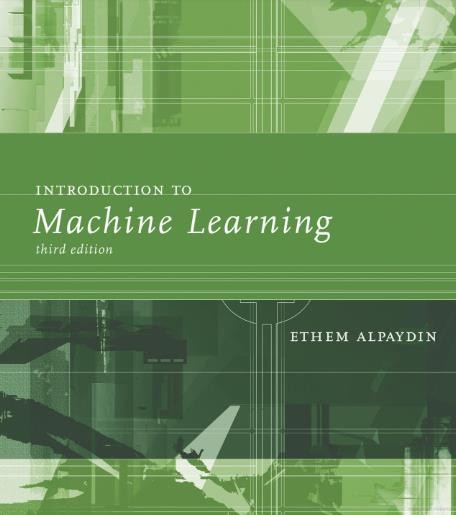 INTRODUCTION TO
Machine Learning
third edition
ETHEM ALPAYDIN